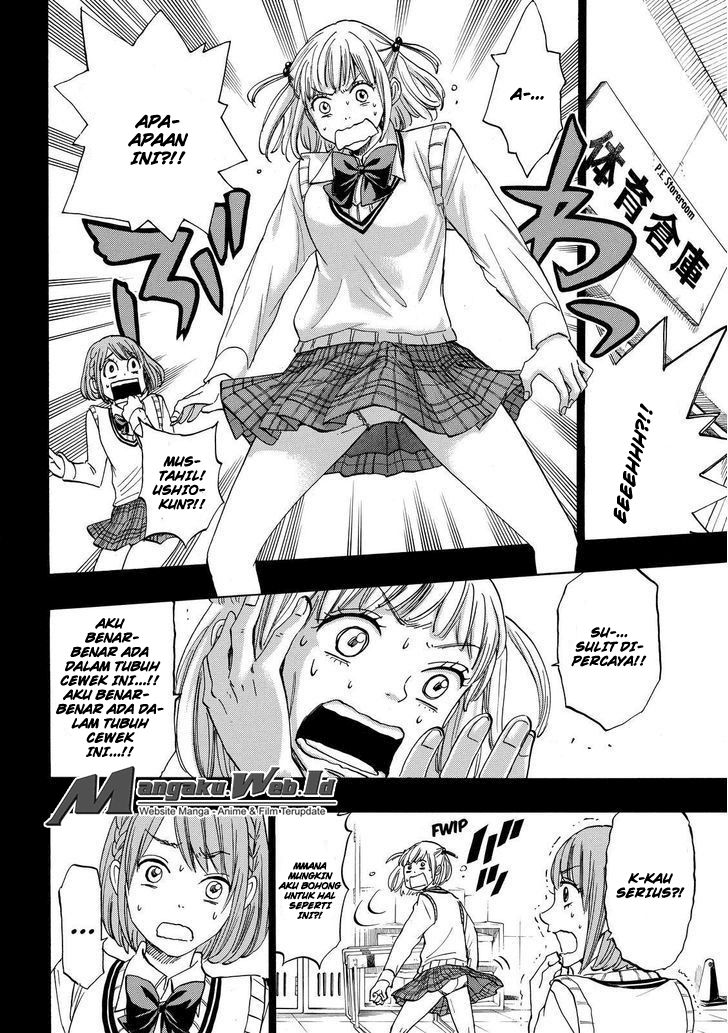 体育倉庫
P.E. Storeroom
EEEEHHH?!!
A-...
APA-
APAAN
INI?!!
わっ
ぶ
MUS-
TAHIL!
USHIO-
KUN?!!
SU-...
SULIT DI-
PERCAYA!!
AKU
BENAR-
BENAR ADA
DALAM TUBUH
CEWEK INI...!!
AKU BENAR-
BENAR ADA DA-
LAM TUBUH
CEWEK
INI...!!
Mangaku.Web.Id
Website Manga - Anime & Film Terupdate
K-KAU
SERIUS?!
FWIP
MMANA
MUNGKIN
AKU BOHONG
UNTUK HAL
SEPERTI
INI?!
...